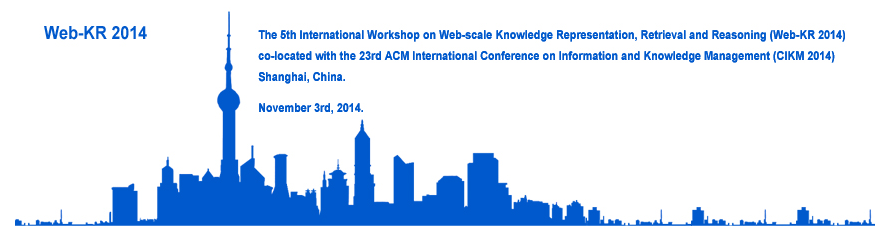 Web-KR 2014
The 5th International Workshop on Web-scale Knowledge Representation, Retrieval and Reasoning (Web-KR 2014)
co-located with the 23rd ACM International Conference on Information and Knowledge Management (CIKM 2014)
Shanghai, China.
November 3rd, 2014.